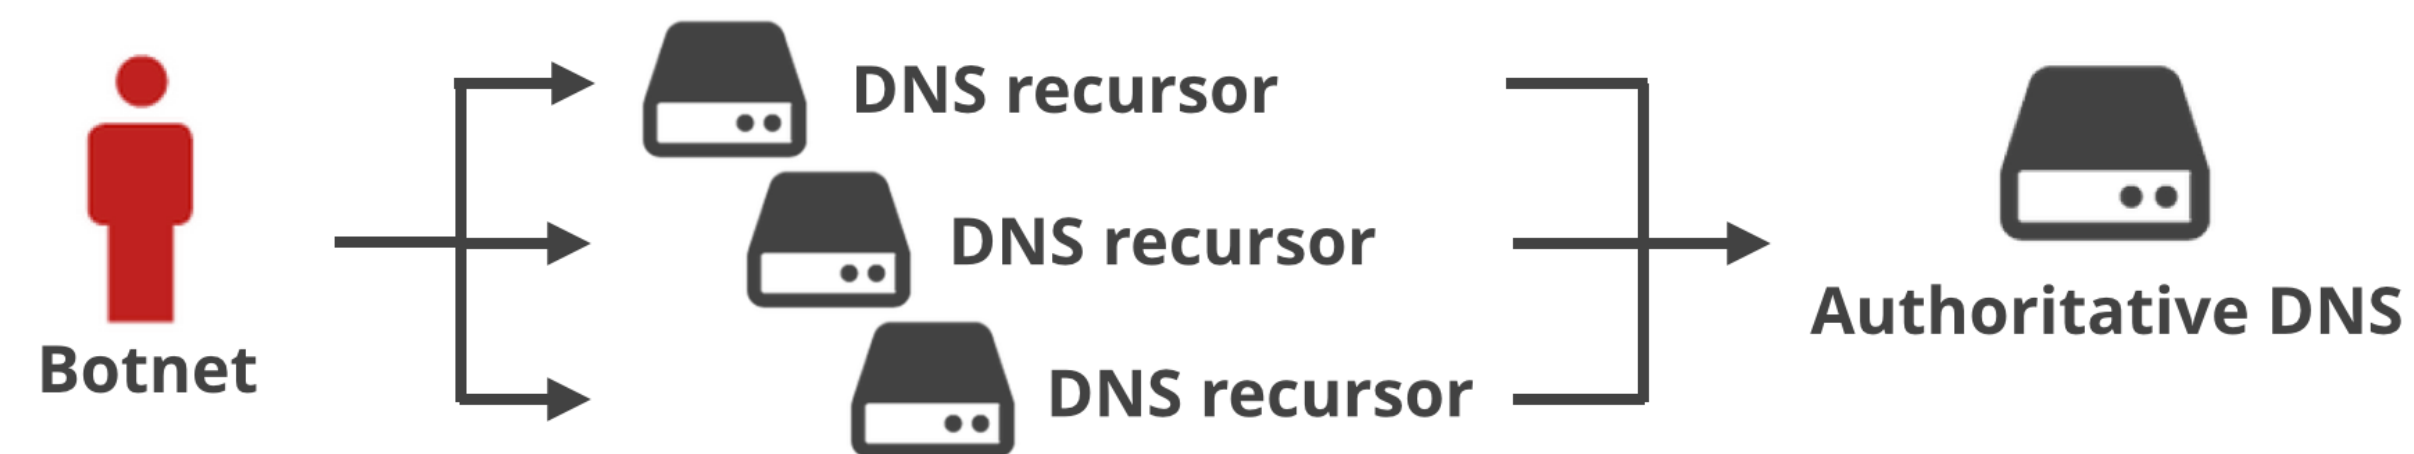 Botnet
DNS recursor
DNS recursor
DNS recursor
Authoritative DNS